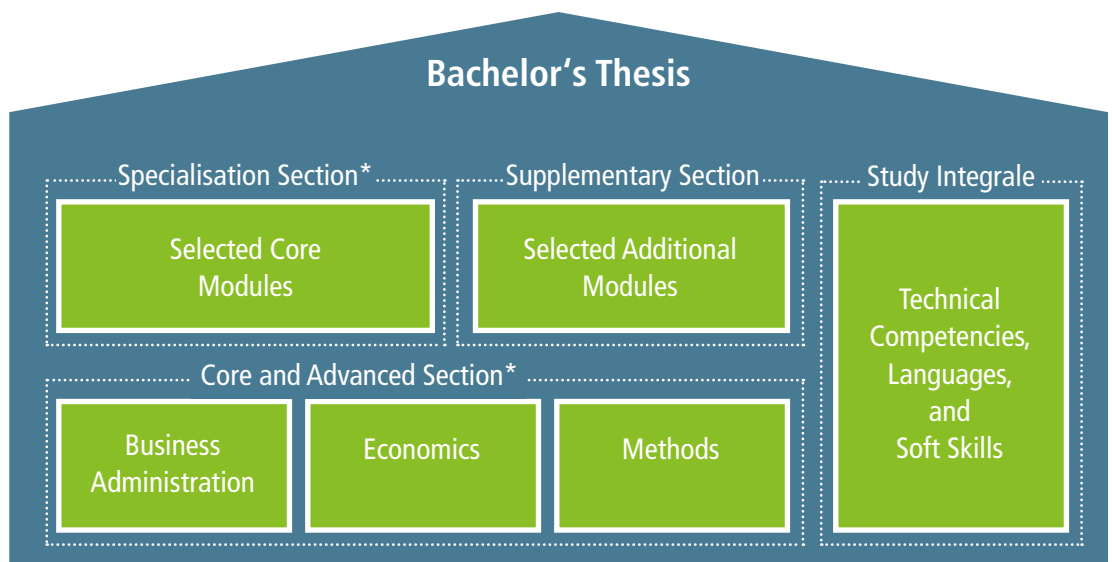 Bachelor‘s Thesis
Specialisation Section*
Selected Core
Modules
Supplementary Section
Selected Additional
Modules
Study Integrale
Technical
Competencies,
Languages,
and
Soft Skills
Core and Advanced Section*
Business
Administration
Economics
Methods